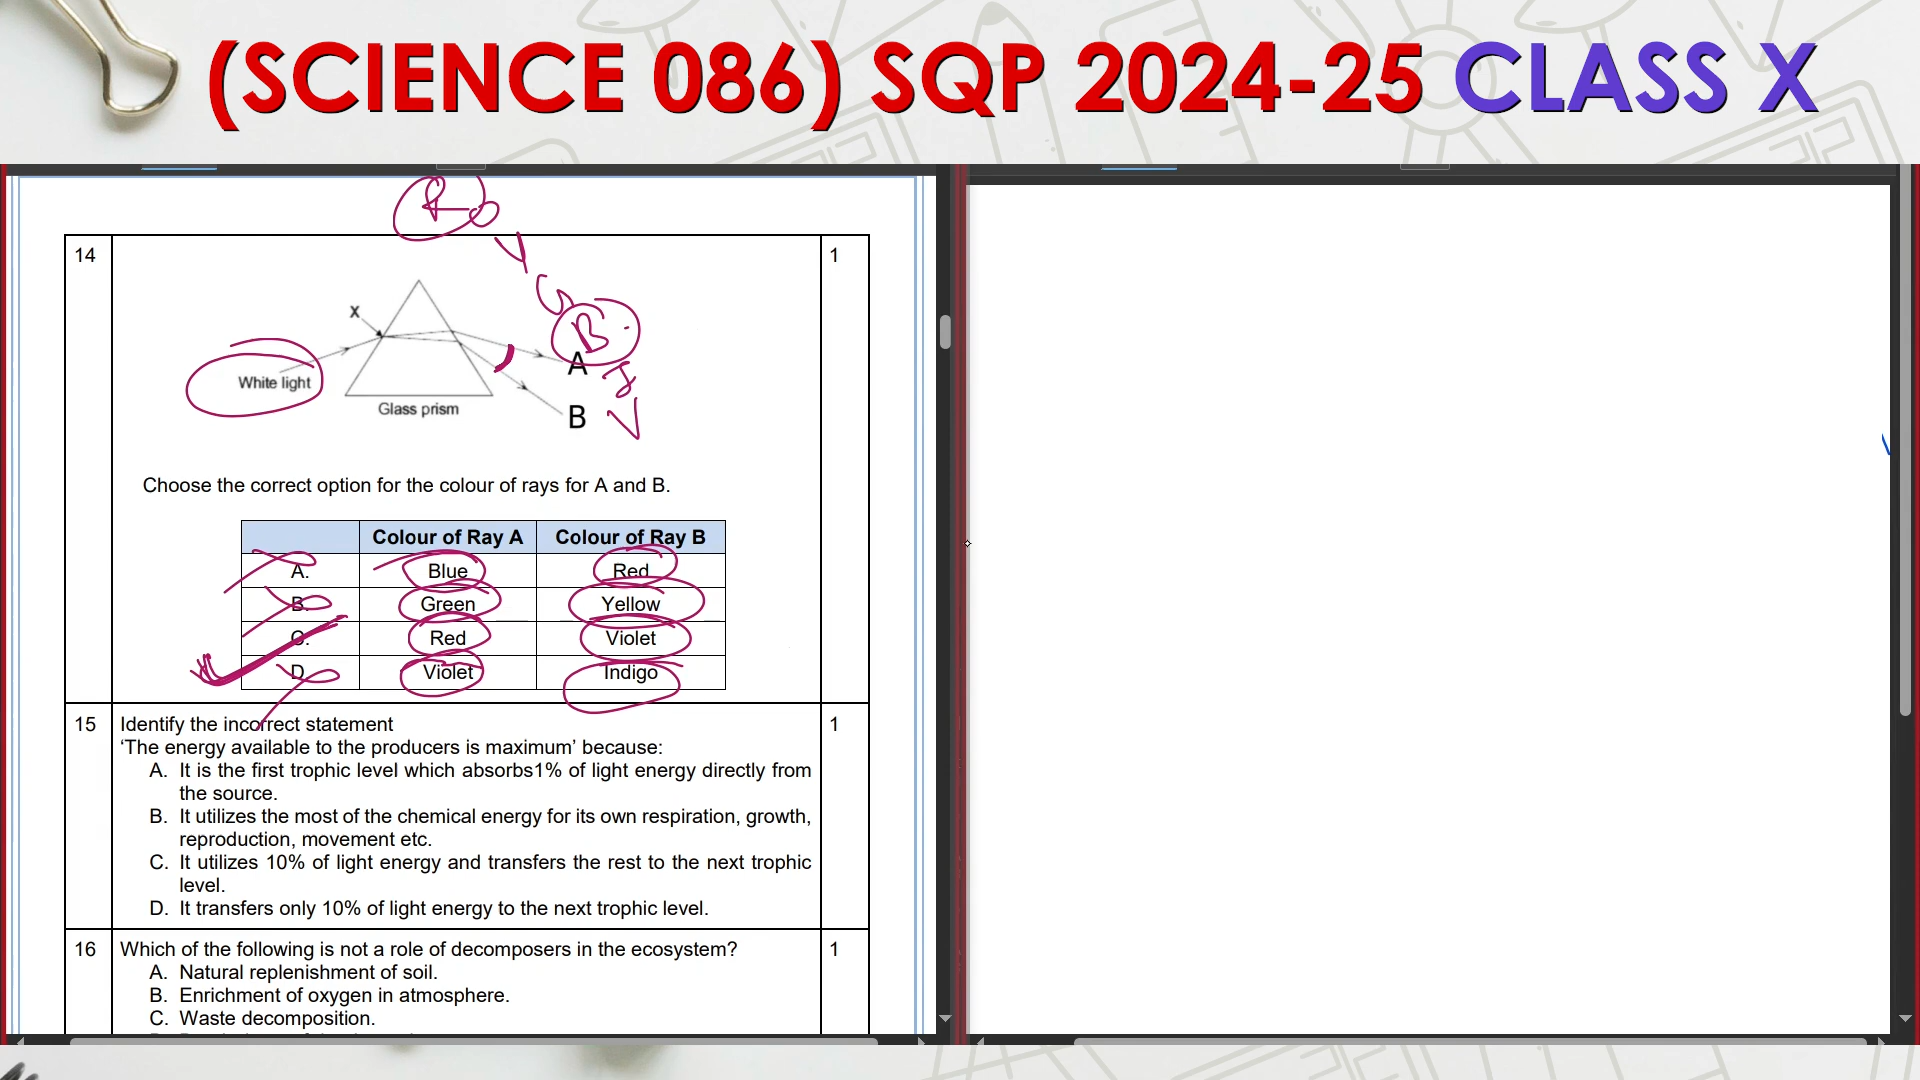 (SCIENCE 086) SQP 2024-25 CLASS X
R
O
V
G
14
1
X
B
A
I
White light
V
Glass prism
B
Choose the correct option for the colour of rays for A and B.
Colour of Ray A Colour of Ray B
A. Blue Red
B. Green Yellow
C. Red Violet
D. Violet Indigo
15 Identify the incorrect statement 1
‘The energy available to the producers is maximum’ because:
A. It is the first trophic level which absorbs1% of light energy directly from
the source.
B. It utilizes the most of the chemical energy for its own respiration, growth,
reproduction, movement etc.
C. It utilizes 10% of light energy and transfers the rest to the next trophic
level.
D. It transfers only 10% of light energy to the next trophic level.
16 Which of the following is not a role of decomposers in the ecosystem? 1
A. Natural replenishment of soil.
B. Enrichment of oxygen in atmosphere.
C. Waste decomposition.